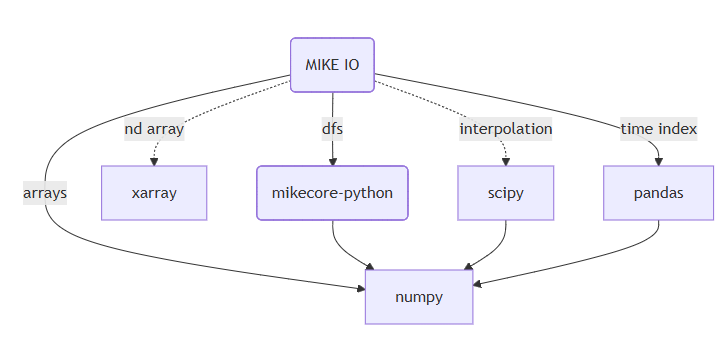 MIKE IO
nd array
dfs
interpolation
time index
arrays
xarray
mikecore-python
scipy
pandas
numpy